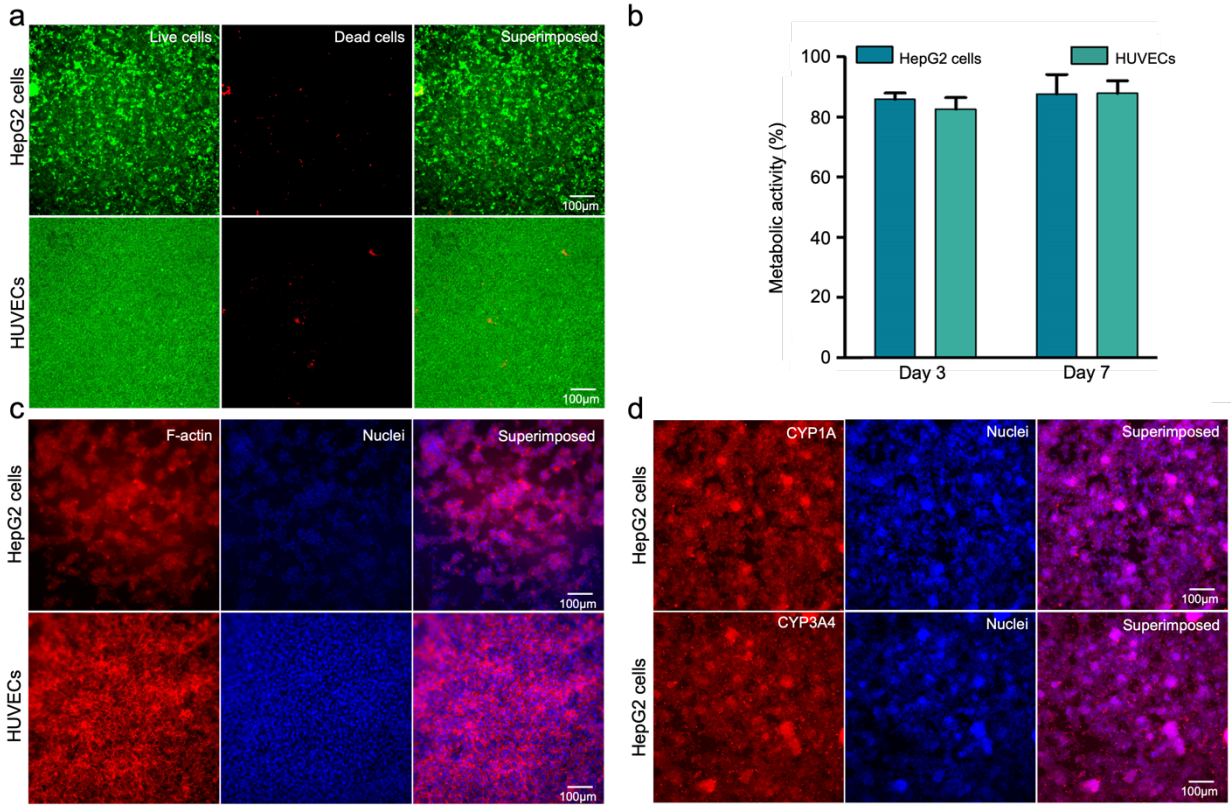 a
Live cells
Dead cells
Superimposed
HepG2 cells
100µm
HUVECs
100µm
b
Metabolic activity (%)
100
80
60
40
20
0
HepG2 cells
HUVECs
Day 3
Day 7
c
F-actin
Nuclei
Superimposed
HepG2 cells
100µm
HUVECs
100µm
d
CYP1A
Nuclei
Superimposed
HepG2 cells
100µm
CYP3A4
Nuclei
Superimposed
HepG2 cells
100µm